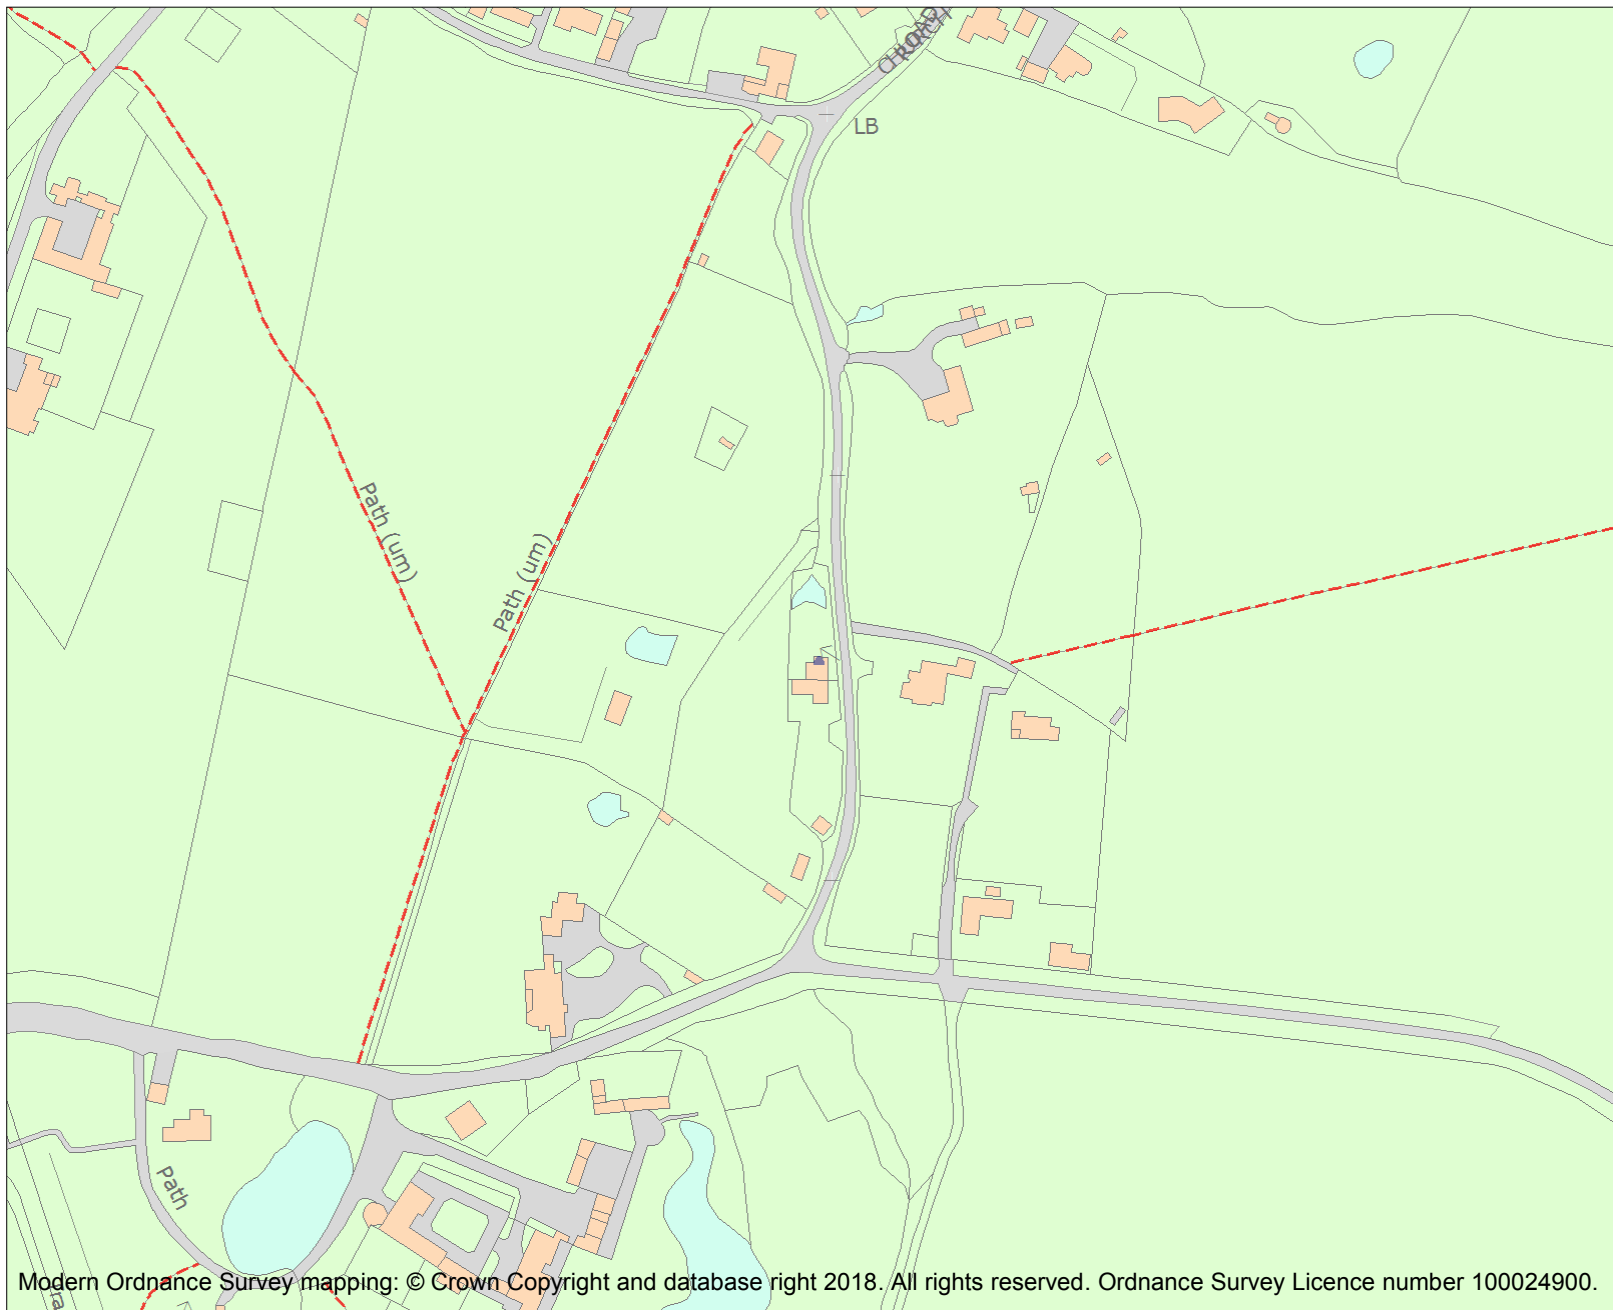 LB
Path (um)
Path (um)
Path
Modern Ordnance Survey mapping: © Crown Copyright and database right 2018. All rights reserved. Ordnance Survey Licence number 100024900.